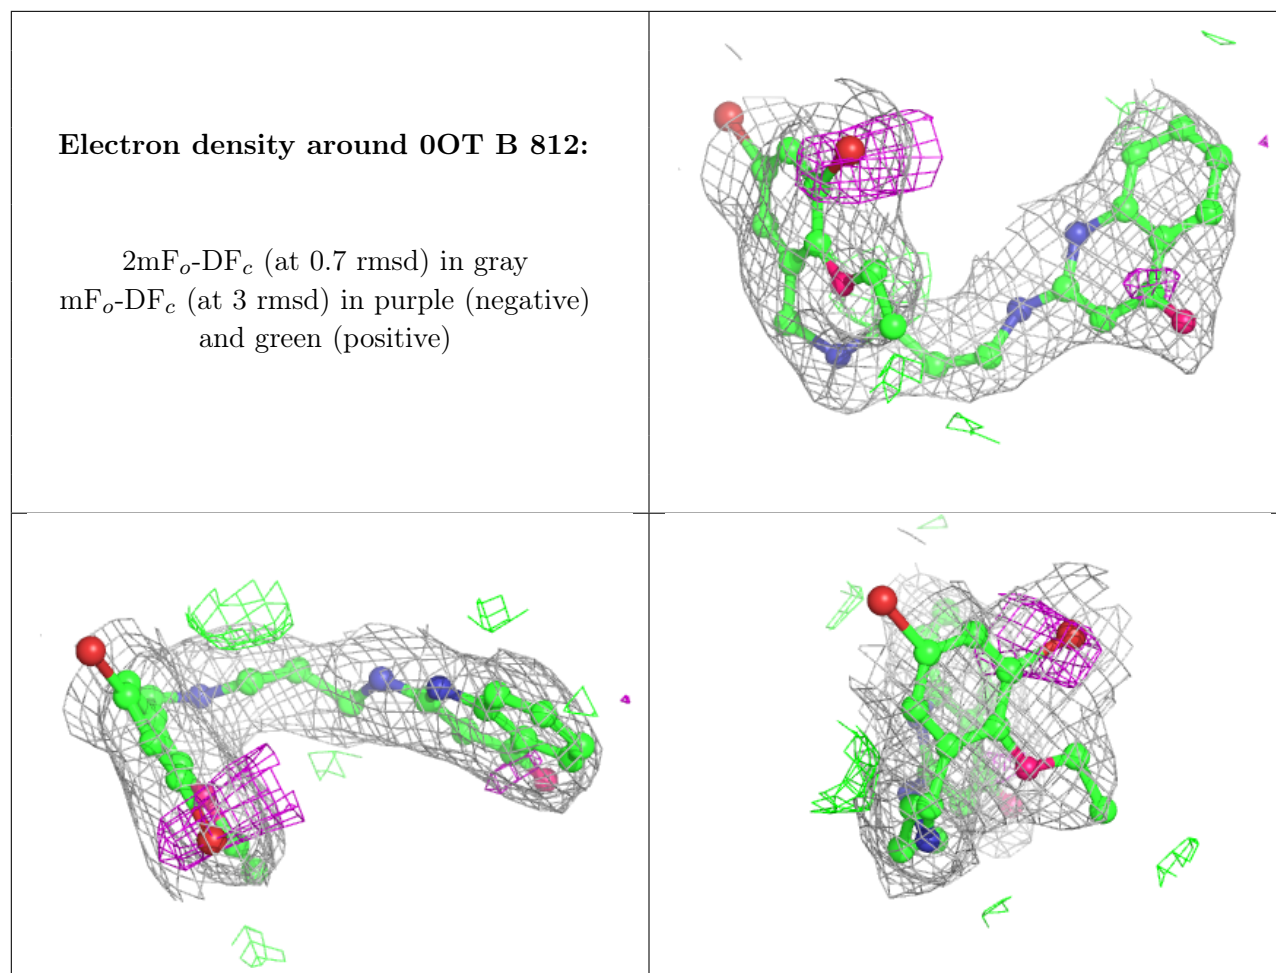 Electron density around 0OT B 812:
2mFo-DFc (at 0.7 rmsd) in gray
mFo-DFc (at 3 rmsd) in purple (negative)
and green (positive)